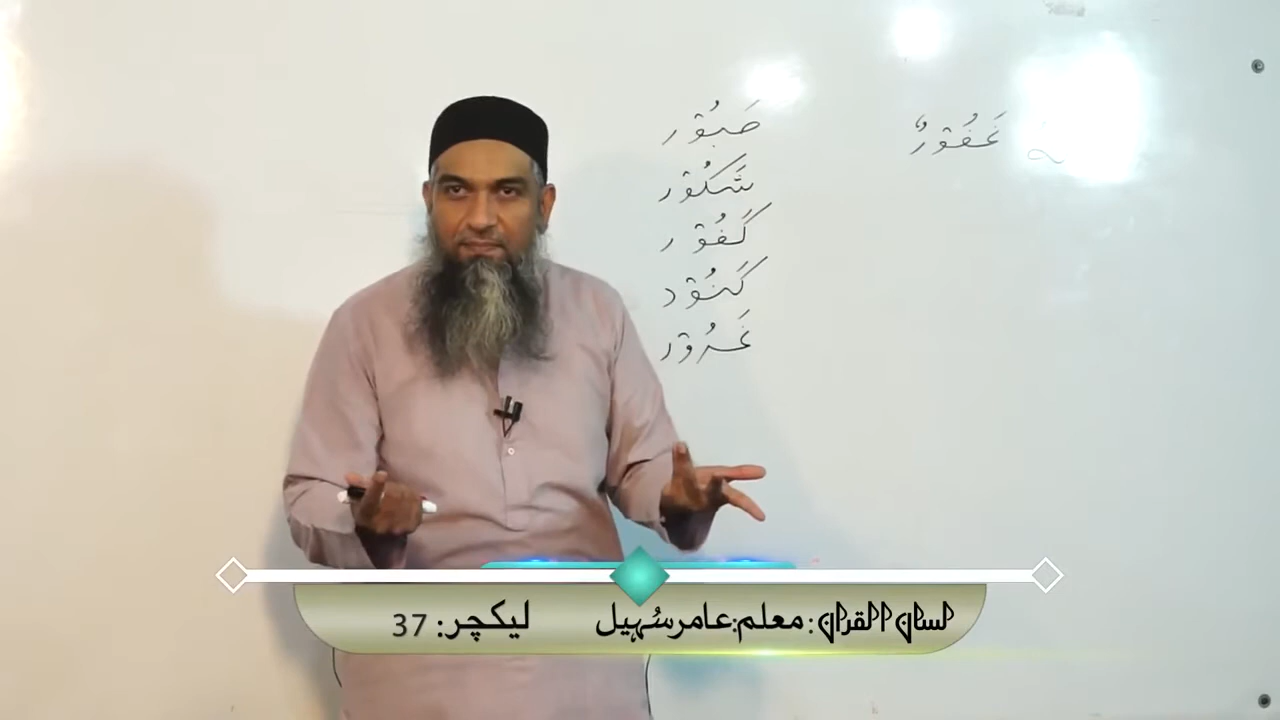 غَفُوْرٌ
صَبُوْر
شَكُوْر
كَفُوْر
كَنُوْد
غَرُوْر
لسان القرآن : معلم:عامر سُہیل لیکچر: 37